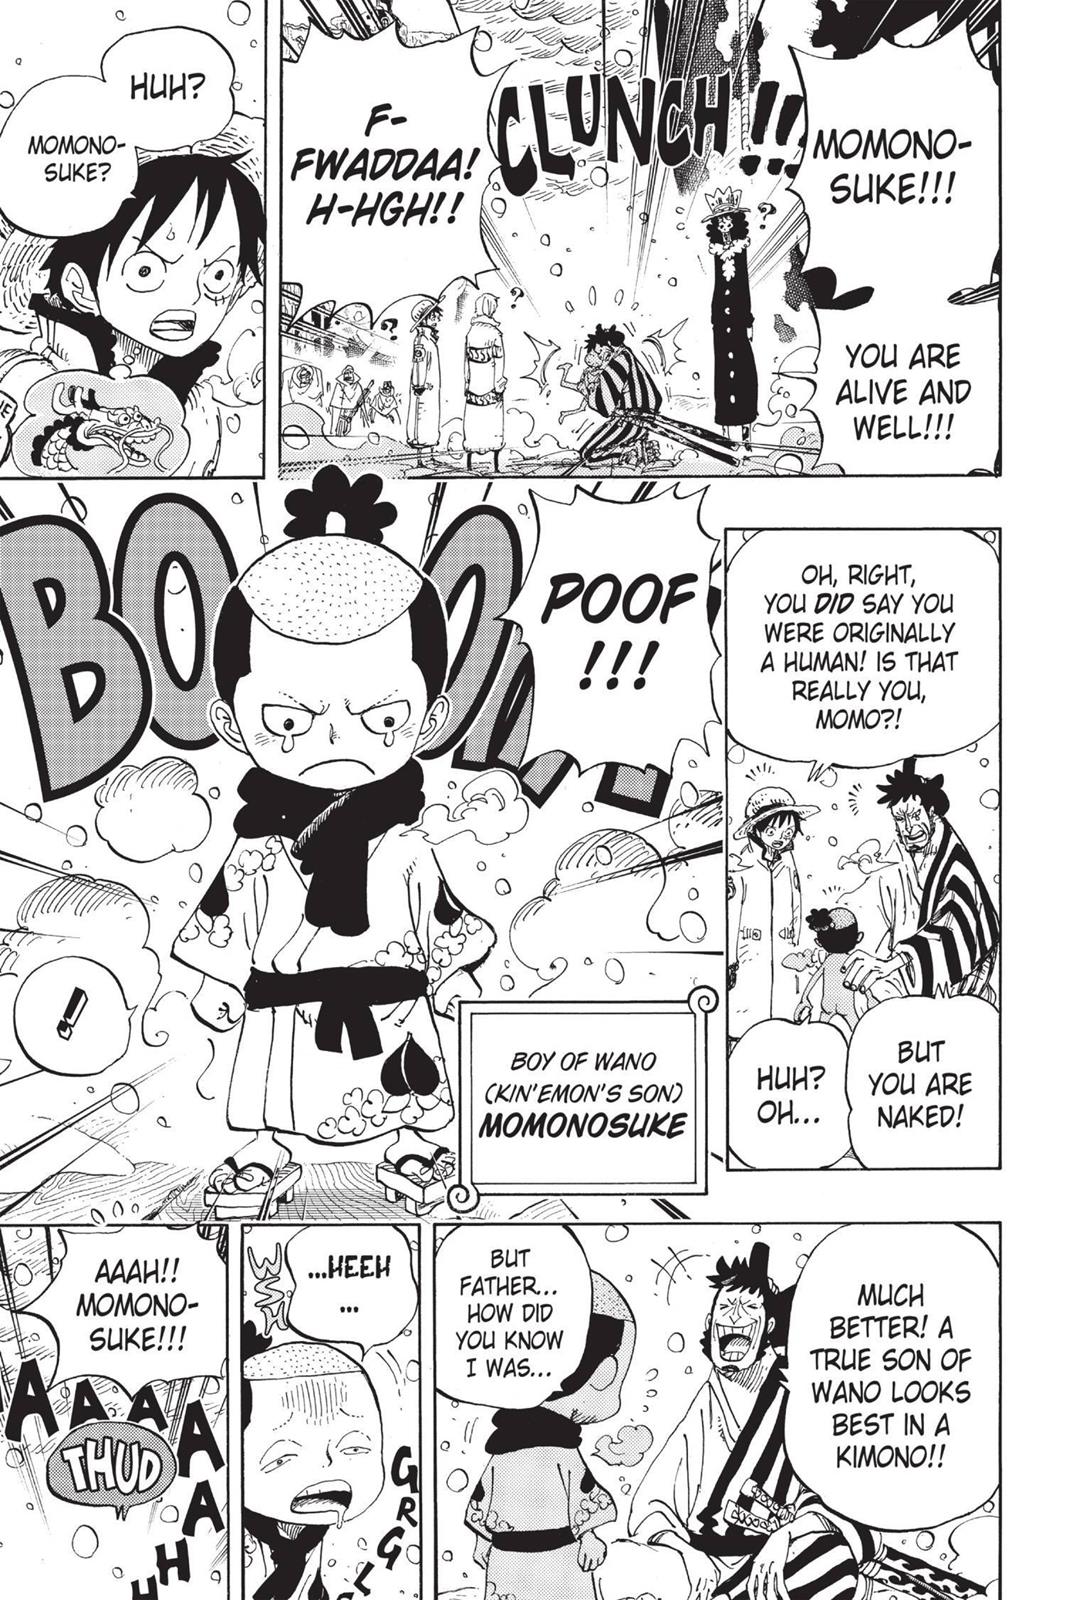 MOMONO-
SUKE!!!
YOU ARE
ALIVE AND
WELL!!!
CLUNCH!!
?
?
?
F-
FWADDAA!
H-HGH!!
HUH?
MOMONO-
SUKE?
OH, RIGHT,
YOU DID SAY YOU
WERE ORIGINALLY
A HUMAN! IS THAT
REALLY YOU,
MOMO?!
BUT
YOU ARE
NAKED!
HUH?
OH...
POOF
!!!
!
BOY OF WANO
(KIN'EMON'S SON)
MOMONOSUKE
MUCH
BETTER! A
TRUE SON OF
WANO LOOKS
BEST IN A
KIMONO!!
BUT
FATHER...
HOW DID
YOU KNOW
I WAS...
...HEEH
...
AAAH!!
MOMONO-
SUKE!!!
THUD
AAAAAAHHH